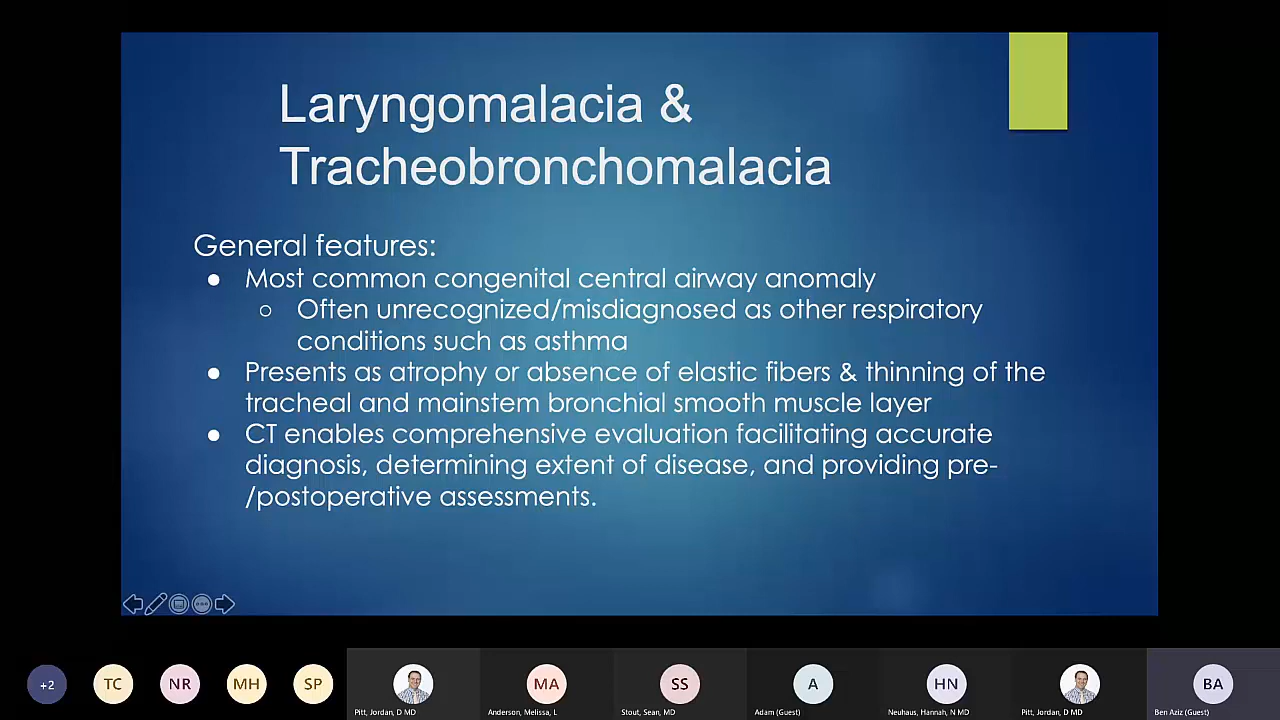 Laryngomalacia &
Tracheobronchomalacia
General features:
● Most common congenital central airway anomaly
○ Often unrecognized/misdiagnosed as other respiratory
conditions such as asthma
● Presents as atrophy or absence of elastic fibers & thinning of the
tracheal and mainstem bronchial smooth muscle layer
● CT enables comprehensive evaluation facilitating accurate
diagnosis, determining extent of disease, and providing pre-
/postoperative assessments.
+2 TC NR MH SP MA SS A HN BA
Pitt, Jordan, D MD Anderson, Melissa, L Stout, Sean, MD Adam (Guest) Neuhaus, Hannah, N MD Pitt, Jordan, D MD Ben Aziz (Guest)